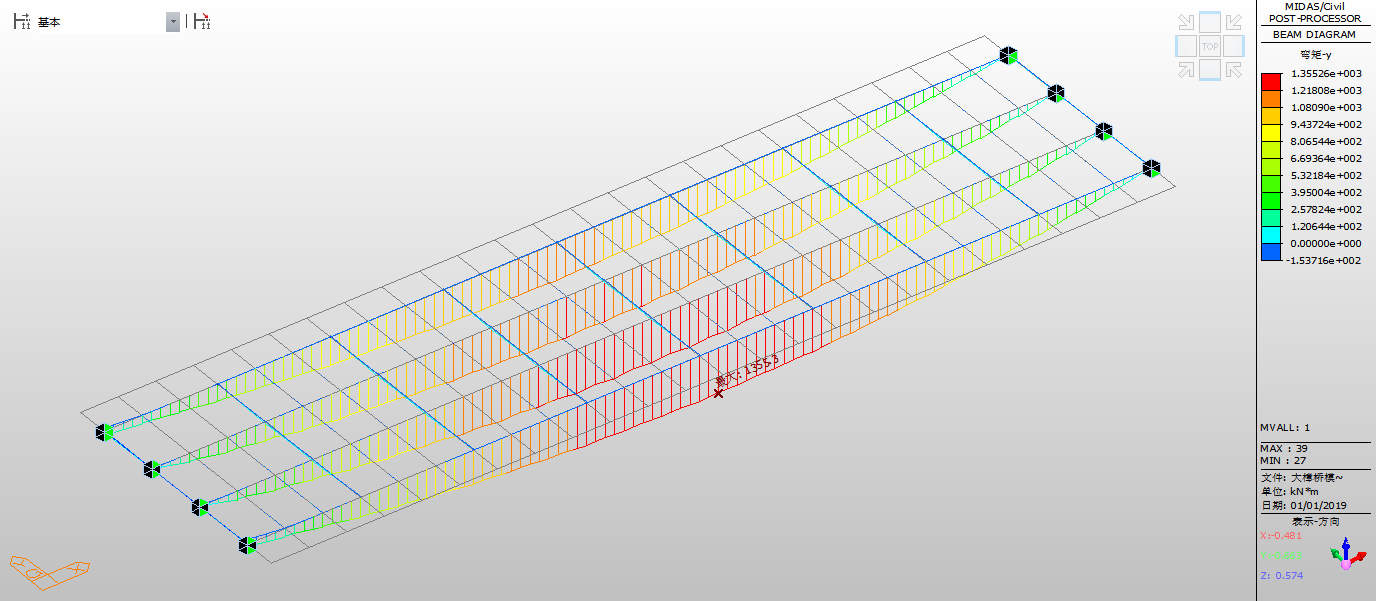 基本
TOP
最大: 1355.3
MIDAS/Civil
POST-PROCESSOR
BEAM DIAGRAM
弯矩-y
1.35526e+003
1.21808e+003
1.08090e+003
9.43724e+002
8.06544e+002
6.69364e+002
5.32184e+002
3.95004e+002
2.57824e+002
1.20644e+002
0.00000e+000
-1.53716e+002
MVALL: 1
MAX : 39
MIN : 27
文件: 大樟桥模~
单位: kN*m
日期: 01/01/2019
表示-方向
X:-0.481
Z: 0.574